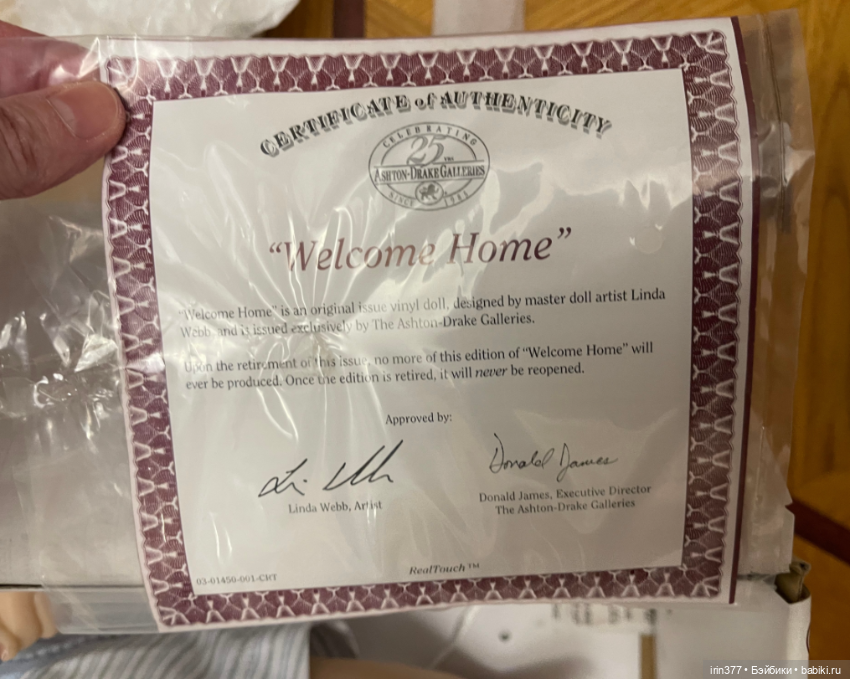 CERTIFICATE of AUTHENTICITY
CELEBRATING
25
ASHTON-DRAKE GALLERIES
SINCE 1985
“Welcome Home”
“Welcome Home” is an original issue vinyl doll, designed by master doll artist Linda
Webb, and is issued exclusively by The Ashton-Drake Galleries.
Upon the retirement of this issue, no more of this edition of “Welcome Home” will
ever be produced. Once the edition is retired, it will never be reopened.
Approved by:
Donald James
Linda Webb, Artist
Donald James, Executive Director
The Ashton-Drake Galleries
03-01450-001-CRT
RealTouch™
irin377 • Бэйбики • babiki.ru